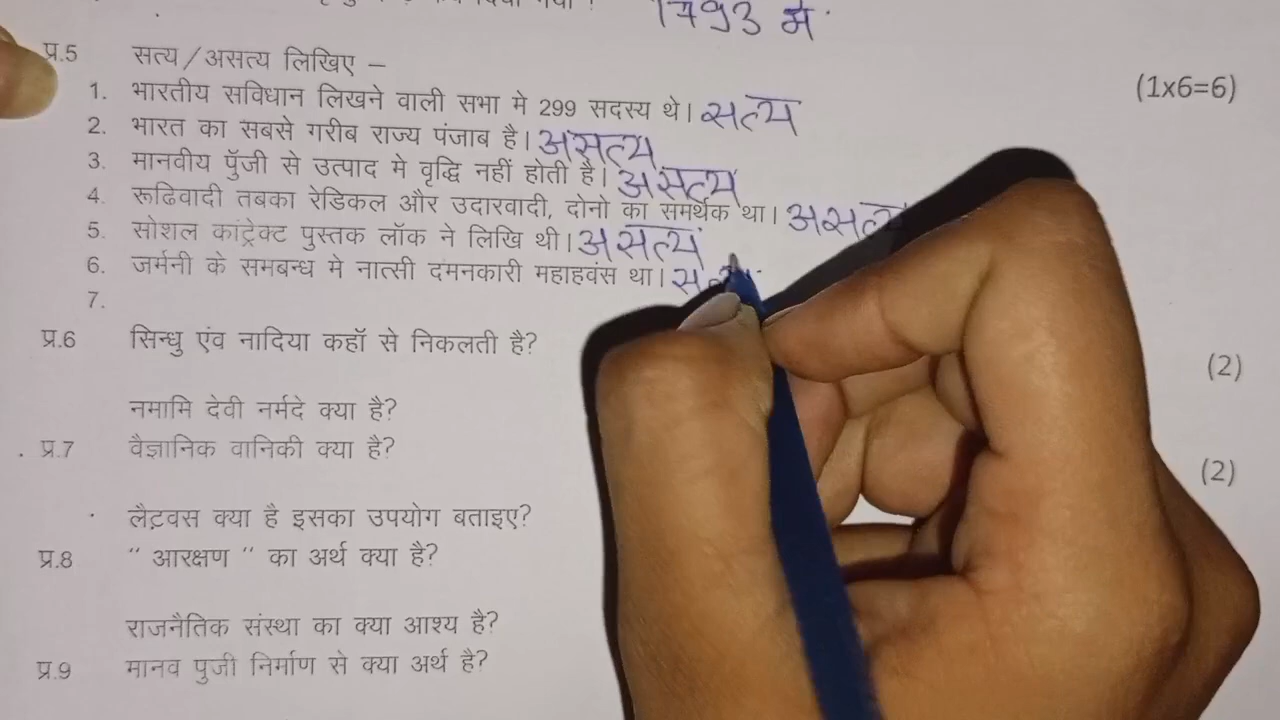 1793 में
प्र.5 सत्य / असत्य लिखिए – (1x6=6)
1. भारतीय सविधान लिखने वाली सभा मे 299 सदस्य थे। सत्य
2. भारत का सबसे गरीब राज्य पंजाब है। असत्य
3. मानवीय पुॅजी से उत्पाद मे वृद्धि नहीं होती है। असत्य
4. रूढिवादी तबका रेडिकल और उदारवादी, दोनो का समर्थक था। असत्य
5. सोशल कांट्रेक्ट पुस्तक लॉक ने लिखि थी। असत्य
6. जर्मनी के समबन्ध मे नात्सी दमनकारी महाहवंस था।
7.
प्र.6 सिन्धु एंव नादिया कहॉ से निकलती है? (2)
नमामि देवी नर्मदे क्या है?
प्र.7 वैज्ञानिक वानिकी क्या है? (2)
लैट्वस क्या है इसका उपयोग बताइए?
प्र.8 “ आरक्षण ” का अर्थ क्या है?
राजनैतिक संस्था का क्या आश्य है?
प्र.9 मानव पुजी निर्माण से क्या अर्थ है?